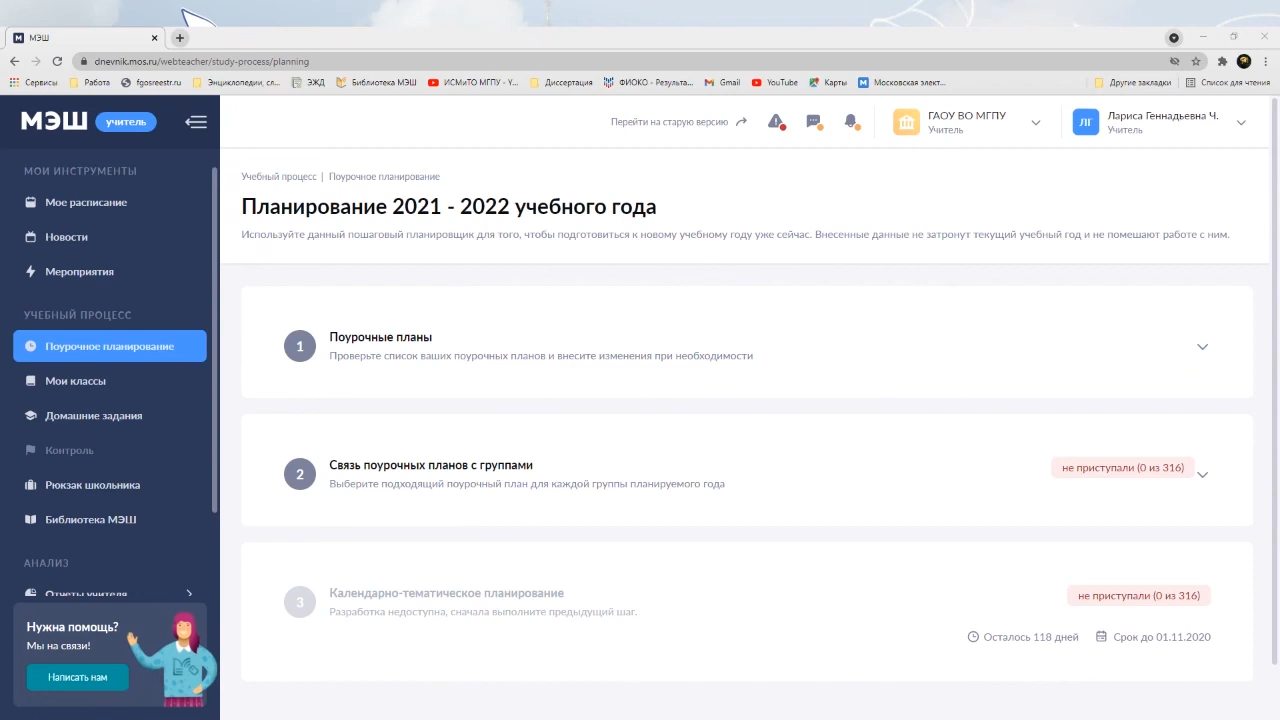 МЭШ
dnevnik.mos.ru/webteacher/study-process/planning
Сервисы Работа fgosreestr.ru Энциклопедии, сл... ЭЖД Библиотека МЭШ ИСМиТо МГПУ - Y... Диссертация ФИОКО - Результа... Gmail YouTube Карты Московская элект... Другие закладки Список для чтения
МЭШ учитель
Перейти на старую версию
ГАОУ ВО МГПУ
Учитель
ЛГ
Лариса Геннадьевна Ч.
Учитель
МОИ ИНСТРУМЕНТЫ
Мое расписание
Новости
Мероприятия
УЧЕБНЫЙ ПРОЦЕСС
Поурочное планирование
Мои классы
Домашние задания
Контроль
Рюкзак школьника
Библиотека МЭШ
АНАЛИЗ
Отчеты учителя
Нужна помощь?
Мы на связи!
Написать нам
Учебный процесс | Поурочное планирование
Планирование 2021 - 2022 учебного года
Используйте данный пошаговый планировщик для того, чтобы подготовиться к новому учебному году уже сейчас. Внесенные данные не затронут текущий учебный год и не помешают работе с ним.
1
Поурочные планы
Проверьте список ваших поурочных планов и внесите изменения при необходимости
2
Связь поурочных планов с группами
Выберите подходящий поурочный план для каждой группы планируемого года
не приступали (0 из 316)
3
Календарно-тематическое планирование
Разработка недоступна, сначала выполните предыдущий шаг.
не приступали (0 из 316)
Осталось 118 дней Срок до 01.11.2020